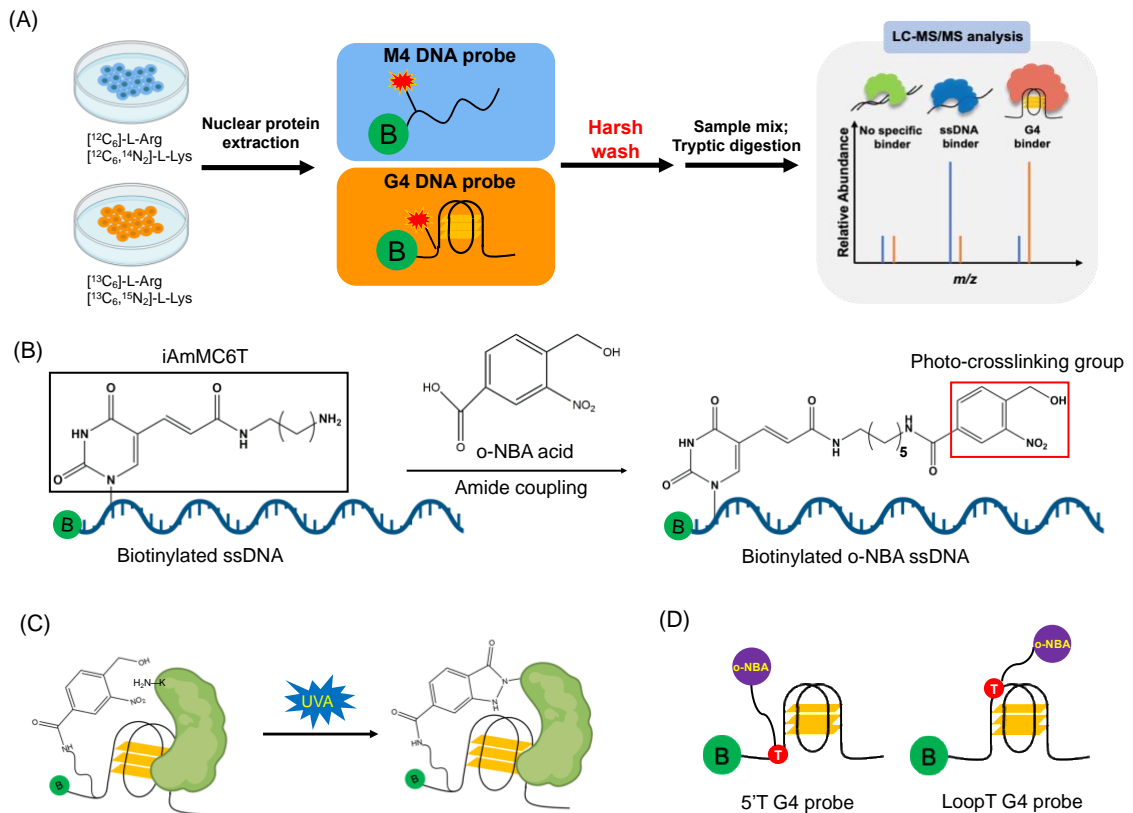 (A)
[¹²C₆]-L-Arg
[¹²C₆,¹⁴N₂]-L-Lys
[¹³C₆]-L-Arg
[¹³C₆,¹⁵N₂]-L-Lys
Nuclear protein
extraction
M4 DNA probe
B
G4 DNA probe
B
Harsh
wash
Sample mix;
Tryptic digestion
LC-MS/MS analysis
No specific
binder
ssDNA
binder
G4
binder
Relative Abundance
m/z
(B)
iAmMC6T
O
O
HN
O
N
N
H
NH₂
B
Biotinylated ssDNA
HO
O
OH
NO₂
o-NBA acid
Amide coupling
Photo-crosslinking group
O
O
HN
O
N
N
H
5
H
N
O
OH
NO₂
B
Biotinylated o-NBA ssDNA
(C)
OH
H₂N–K
NO₂
O
NH
B
UVA
O
N
N
H
O
HN
B
(D)
o-NBA
T
B
5'T G4 probe
o-NBA
T
B
LoopT G4 probe